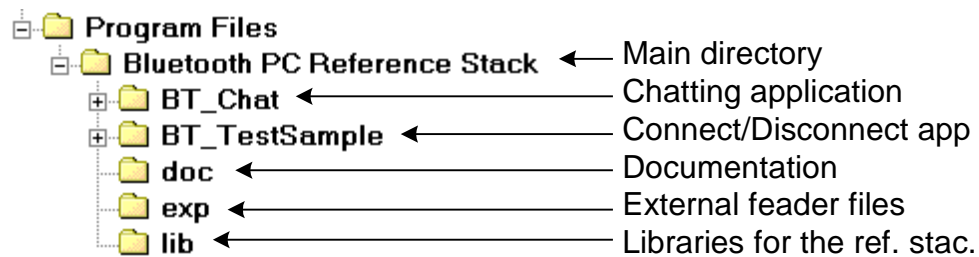 Program Files
Bluetooth PC Reference Stack Main directory
BT_Chat Chatting application
BT_TestSample Connect/Disconnect app
doc Documentation
exp External feader files
lib Libraries for the ref. stac.